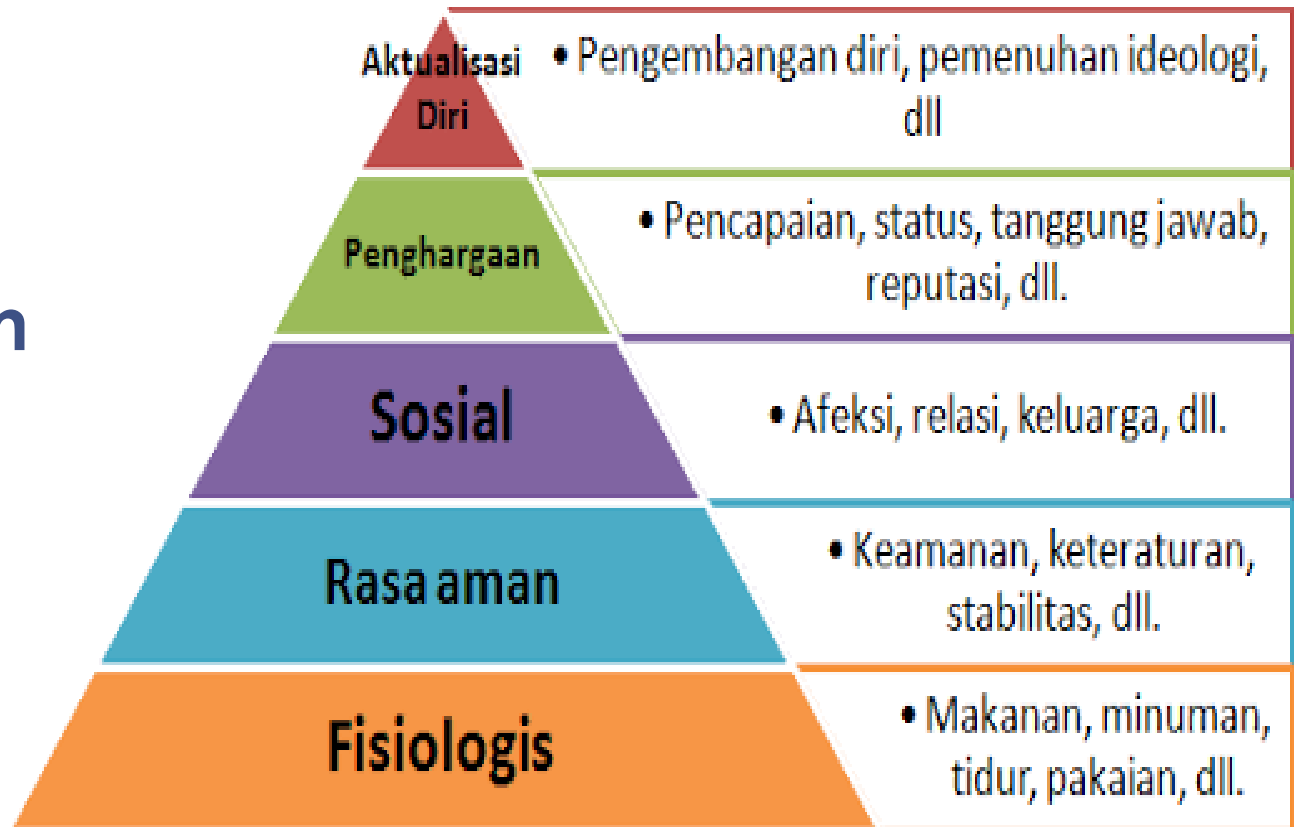 Aktualisasi
Diri
• Pengembangan diri, pemenuhan ideologi,
dll
Penghargaan
• Pencapaian, status, tanggung jawab,
reputasi, dll.
n
Sosial
• Afeksi, relasi, keluarga, dll.
Rasa aman
• Keamanan, keteraturan,
stabilitas, dll.
Fisiologis
• Makanan, minuman,
tidur, pakaian, dll.